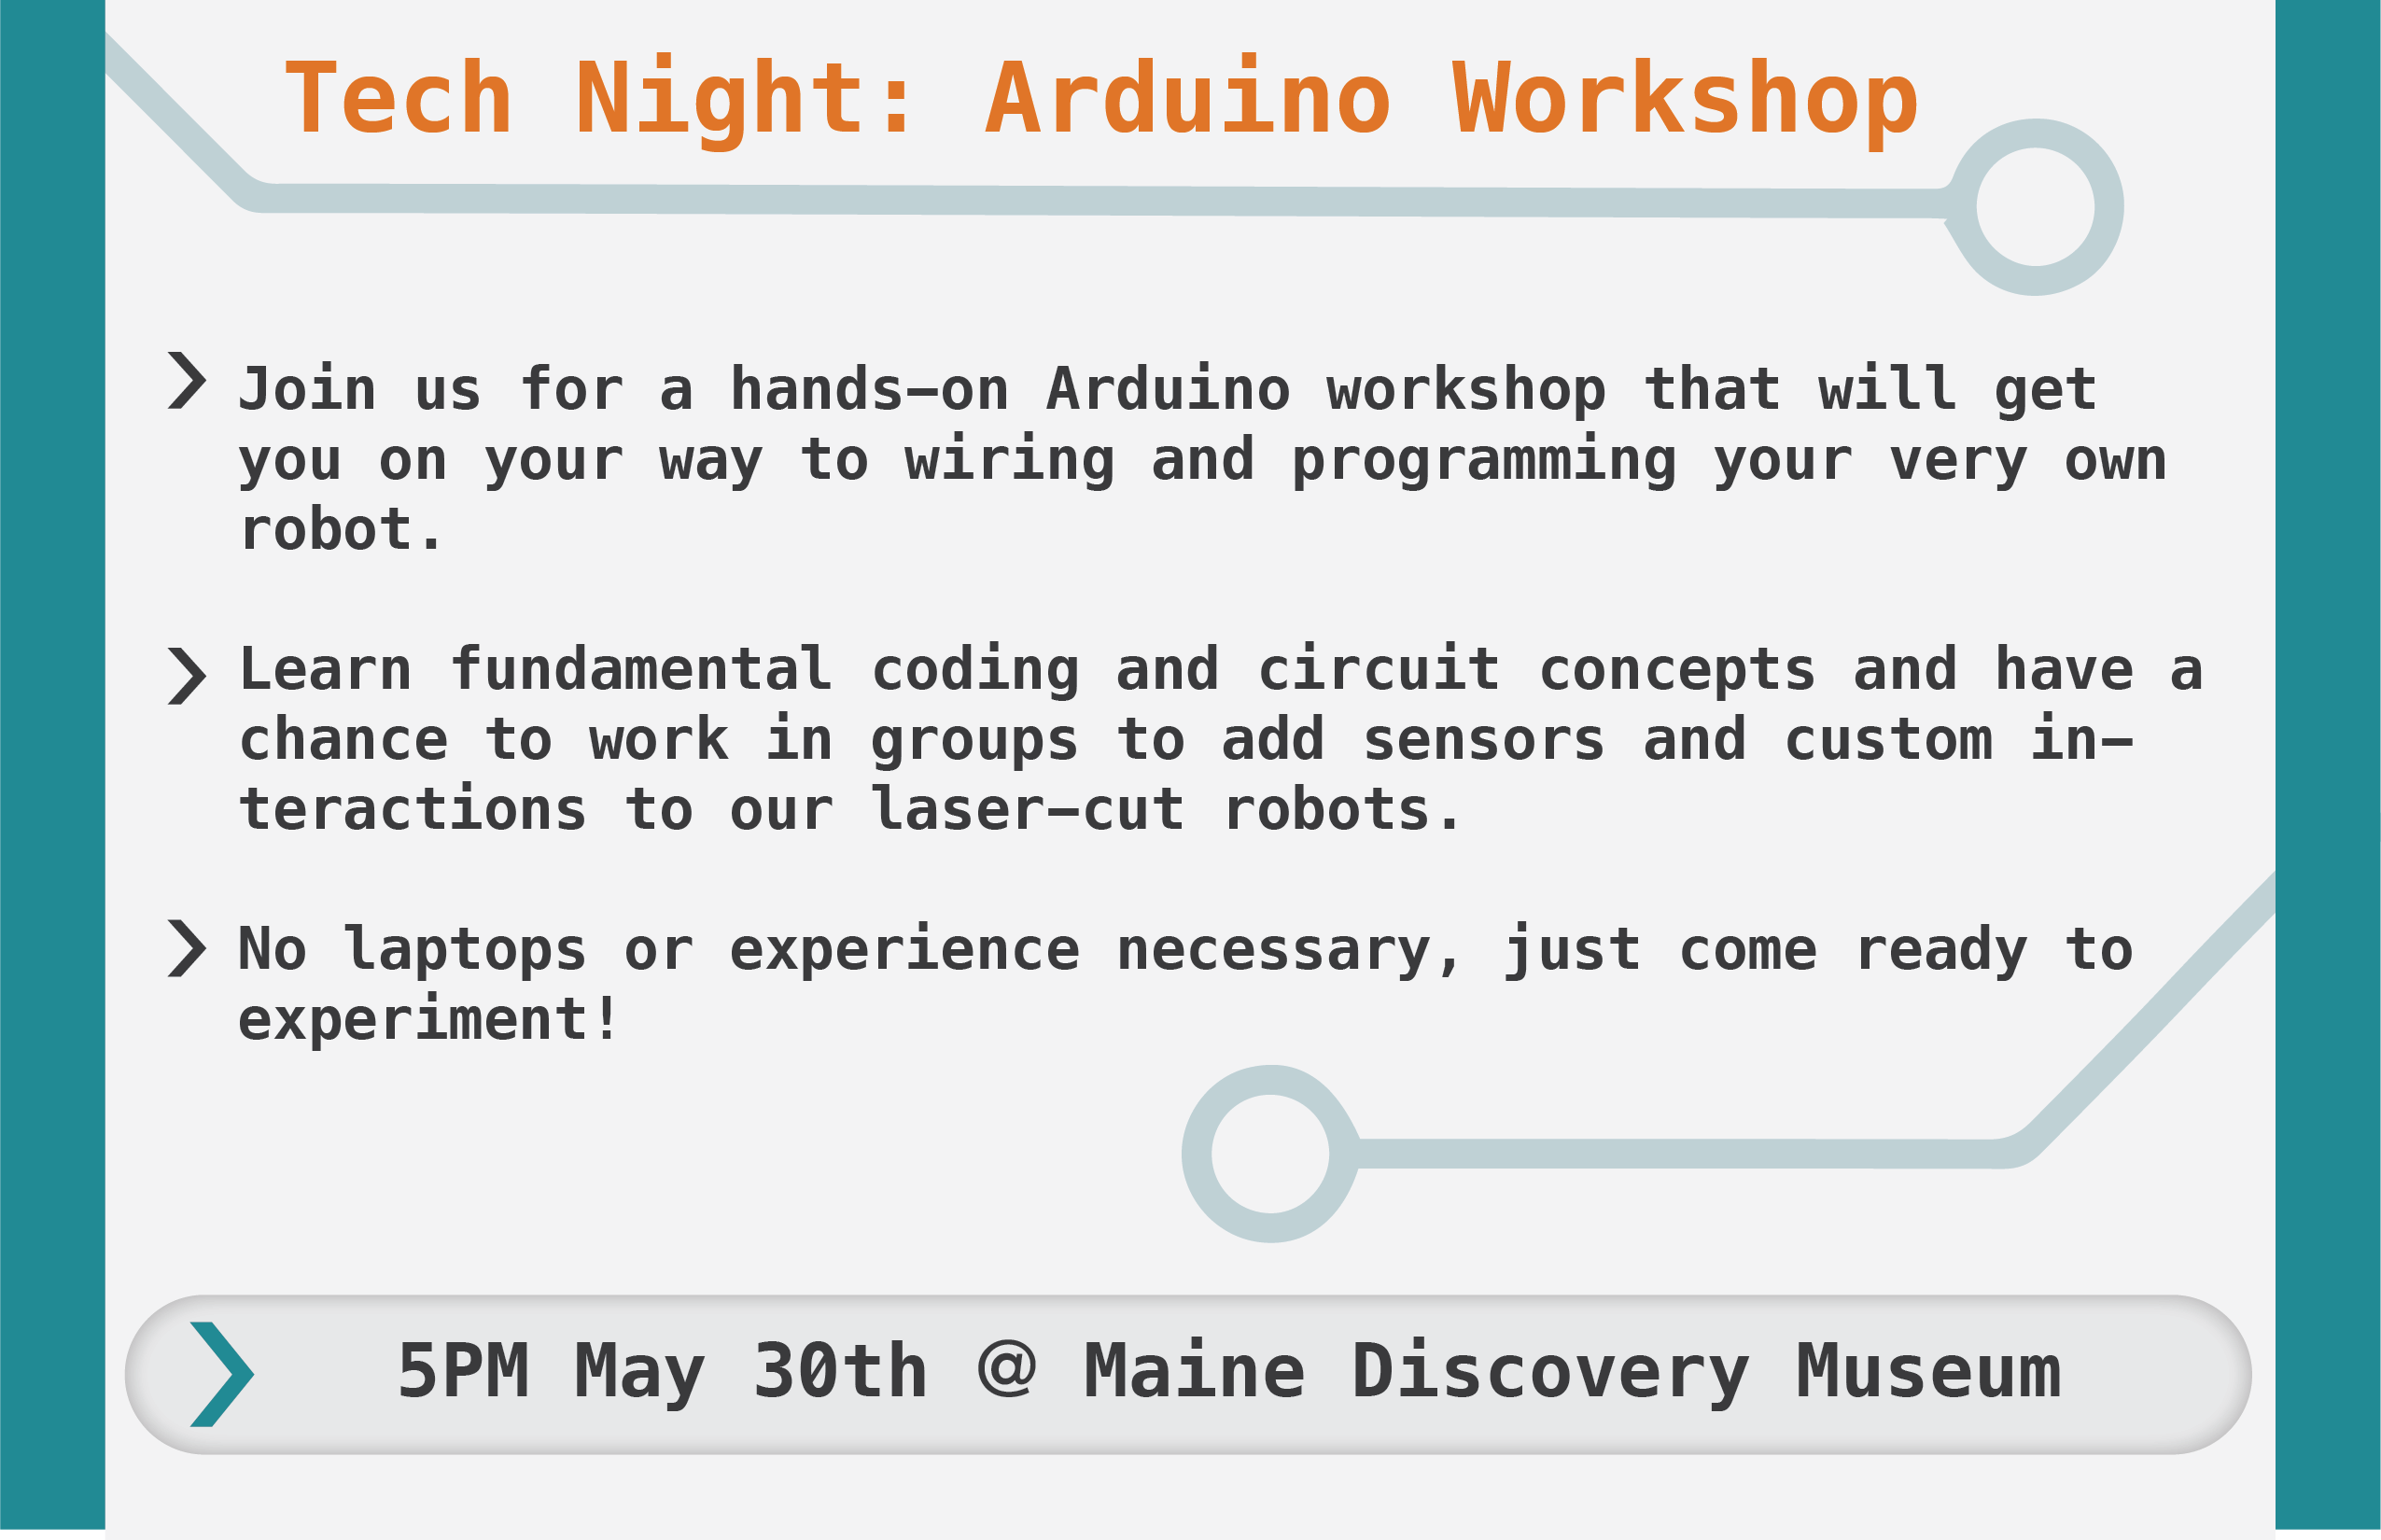 Tech Night: Arduino Workshop
Join us for a hands-on Arduino workshop that will get
you on your way to wiring and programming your very own
robot.
Learn fundamental coding and circuit concepts and have a
chance to work in groups to add sensors and custom in-
teractions to our laser-cut robots.
No laptops or experience necessary, just come ready to
experiment!
5PM May 30th @ Maine Discovery Museum